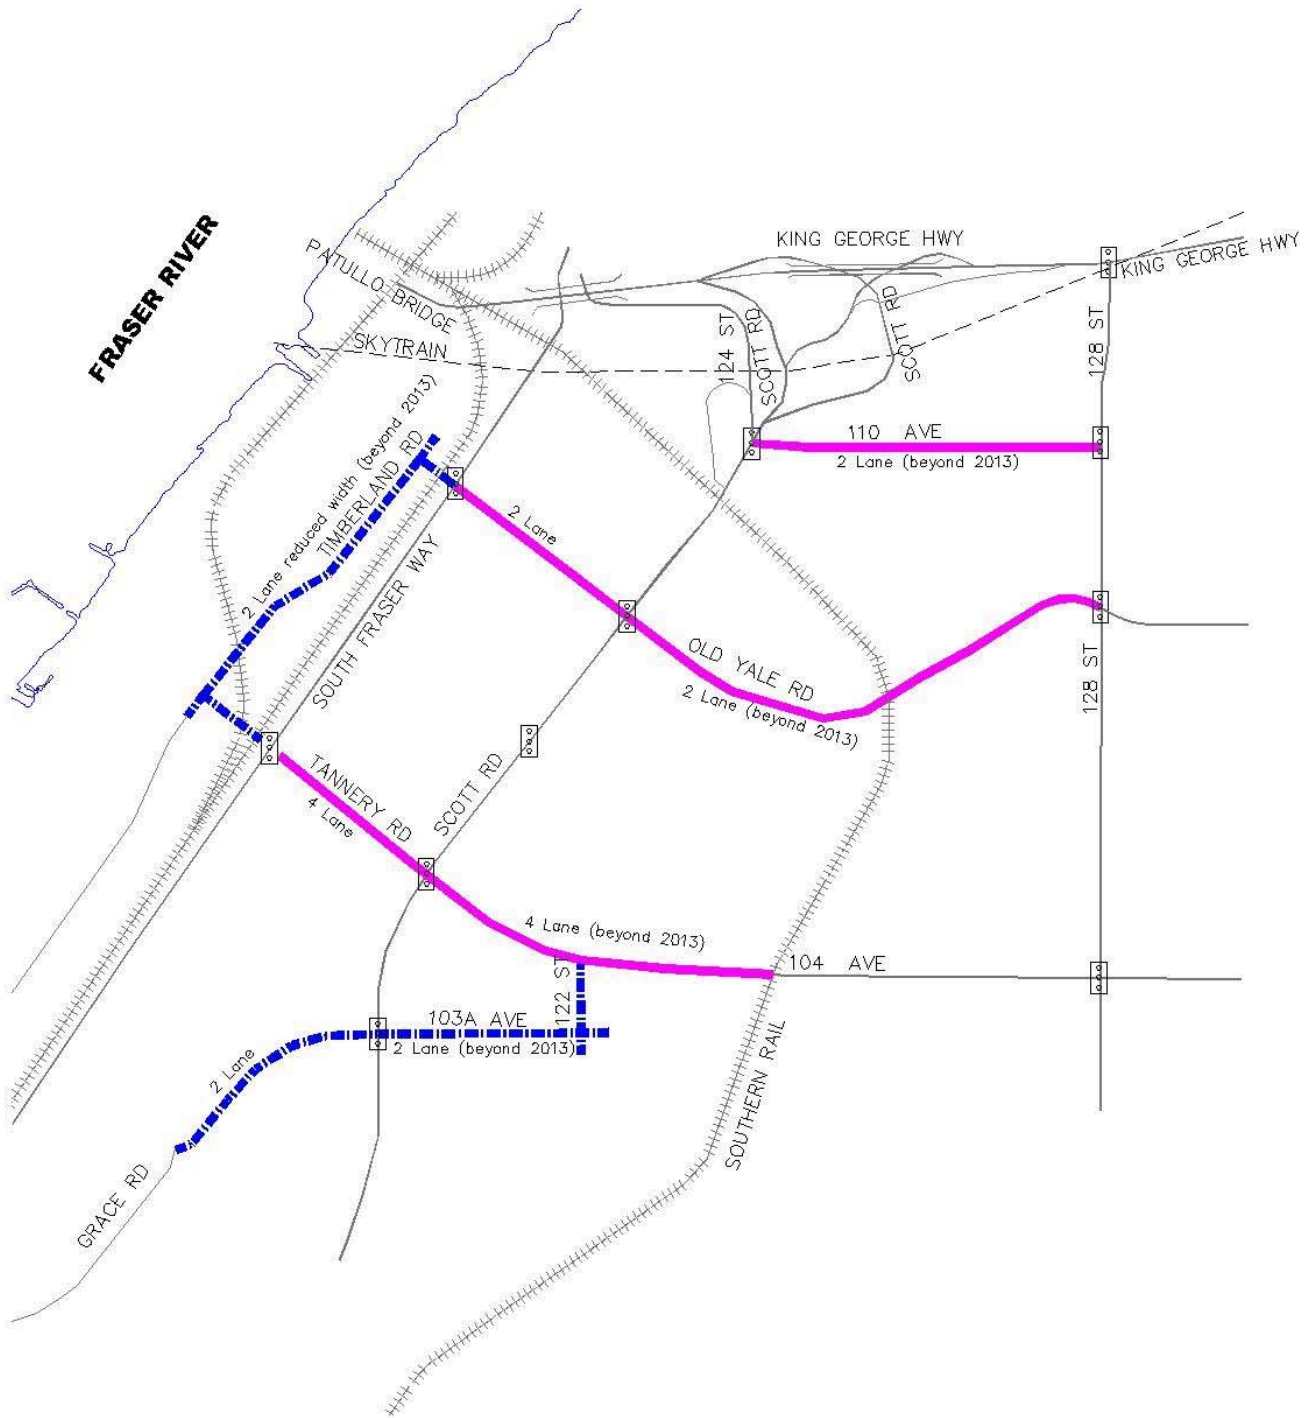 FRASER RIVER
PATULLO BRIDGE
SKYTRAIN
KING GEORGE HWY
KING GEORGE HWY
124 ST
SCOTT RD
SCOTT RD
128 ST
110 AVE
2 Lane (beyond 2013)
2 Lane reduced width (beyond 2013)
TIMBERLAND RD
SOUTH FRASER WAY
2 Lane
OLD YALE RD
2 Lane (beyond 2013)
128 ST
TANNERY RD
4 Lane
SCOTT RD
4 Lane (beyond 2013)
104 AVE
122 ST
103A AVE
2 Lane (beyond 2013)
2 Lane
SOUTHERN RAIL
GRACE RD